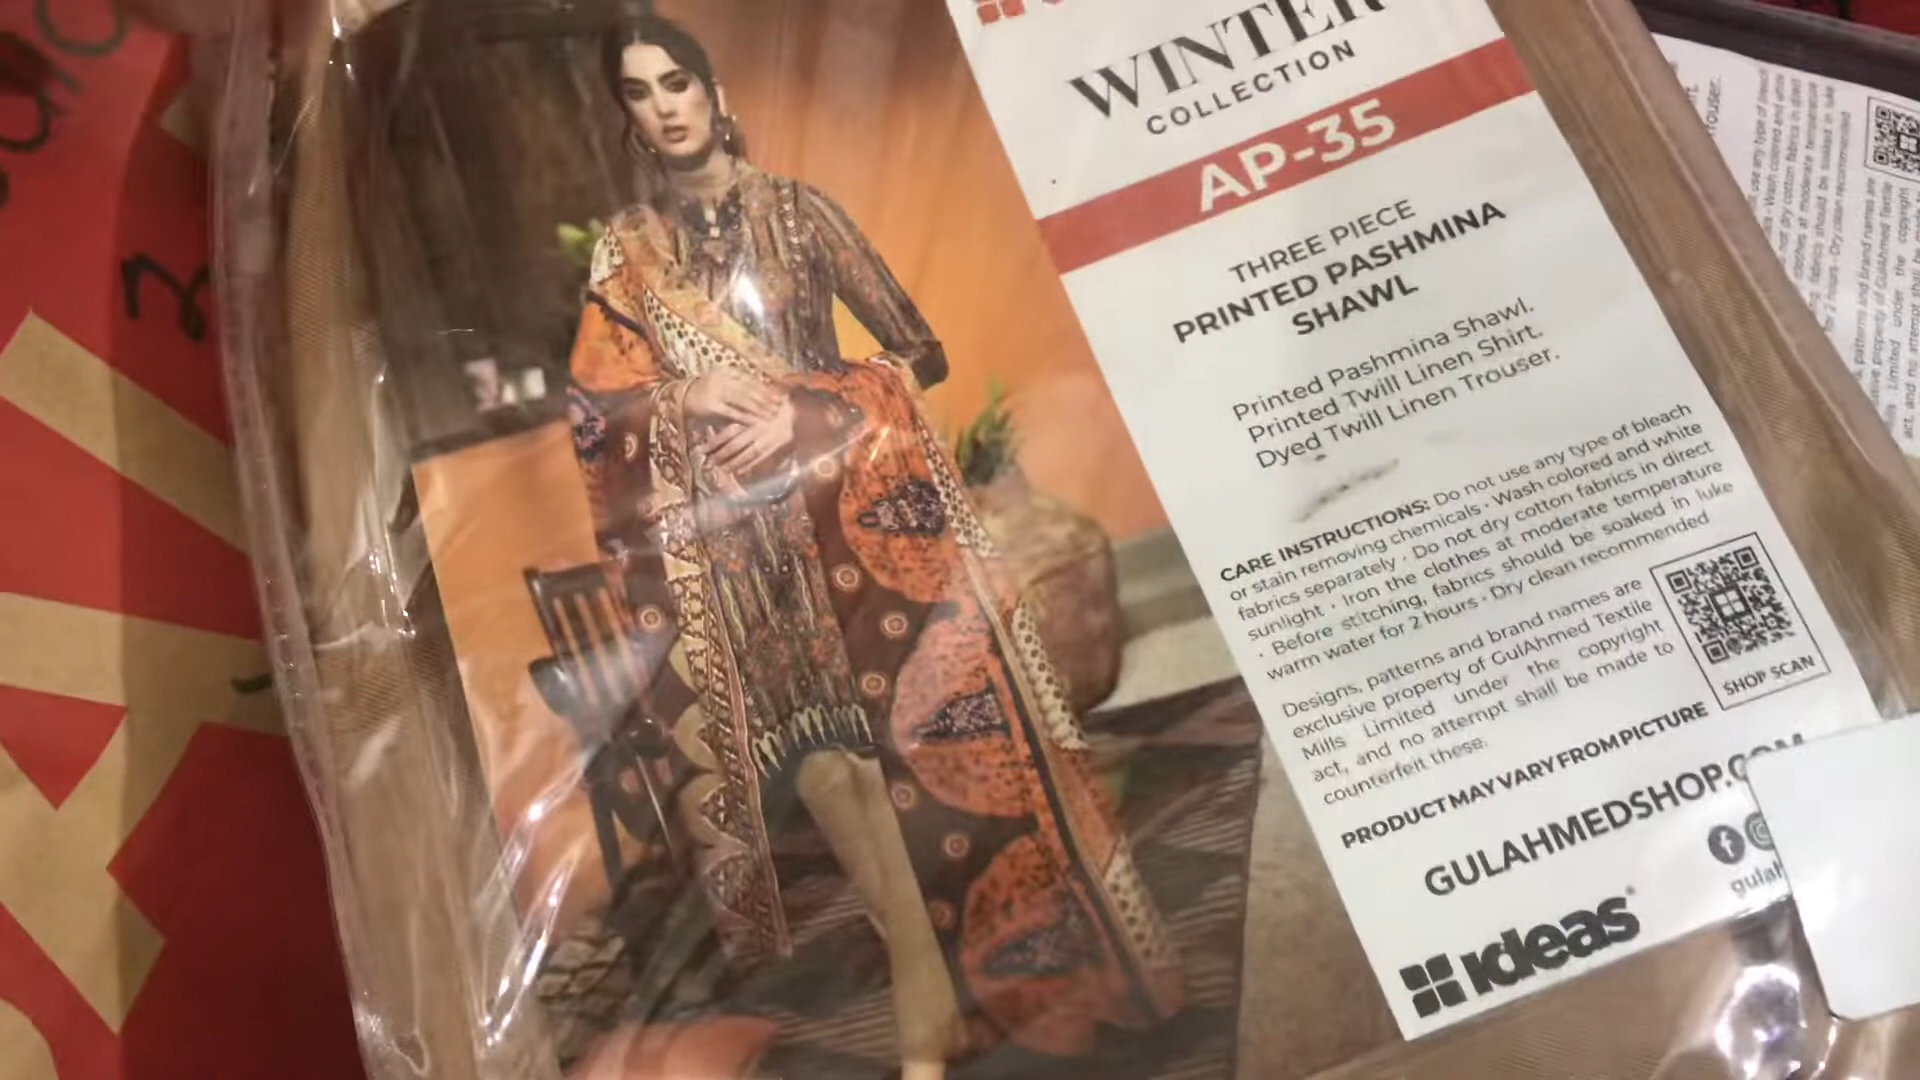 WINTER
COLLECTION
AP-35
THREE PIECE
PRINTED PASHMINA
SHAWL
Printed Pashmina Shawl.
Printed Twill Linen Shirt.
Dyed Twill Linen Trouser.
CARE INSTRUCTIONS: Do not use any type of bleach
or stain removing chemicals · Wash colored and white
fabrics separately · Do not dry cotton fabrics in direct
sunlight · Iron the clothes at moderate temperature
· Before stitching, fabrics should be soaked in luke
warm water for 2 hours · Dry clean recommended
Designs, patterns and brand names are
exclusive property of GulAhmed Textile
Mills Limited under the copyright
act, and no attempt shall be made to
counterfeit these.
SHOP SCAN
PRODUCT MAY VARY FROM PICTURE
GULAHMEDSHOP.COM
gulah
ideas